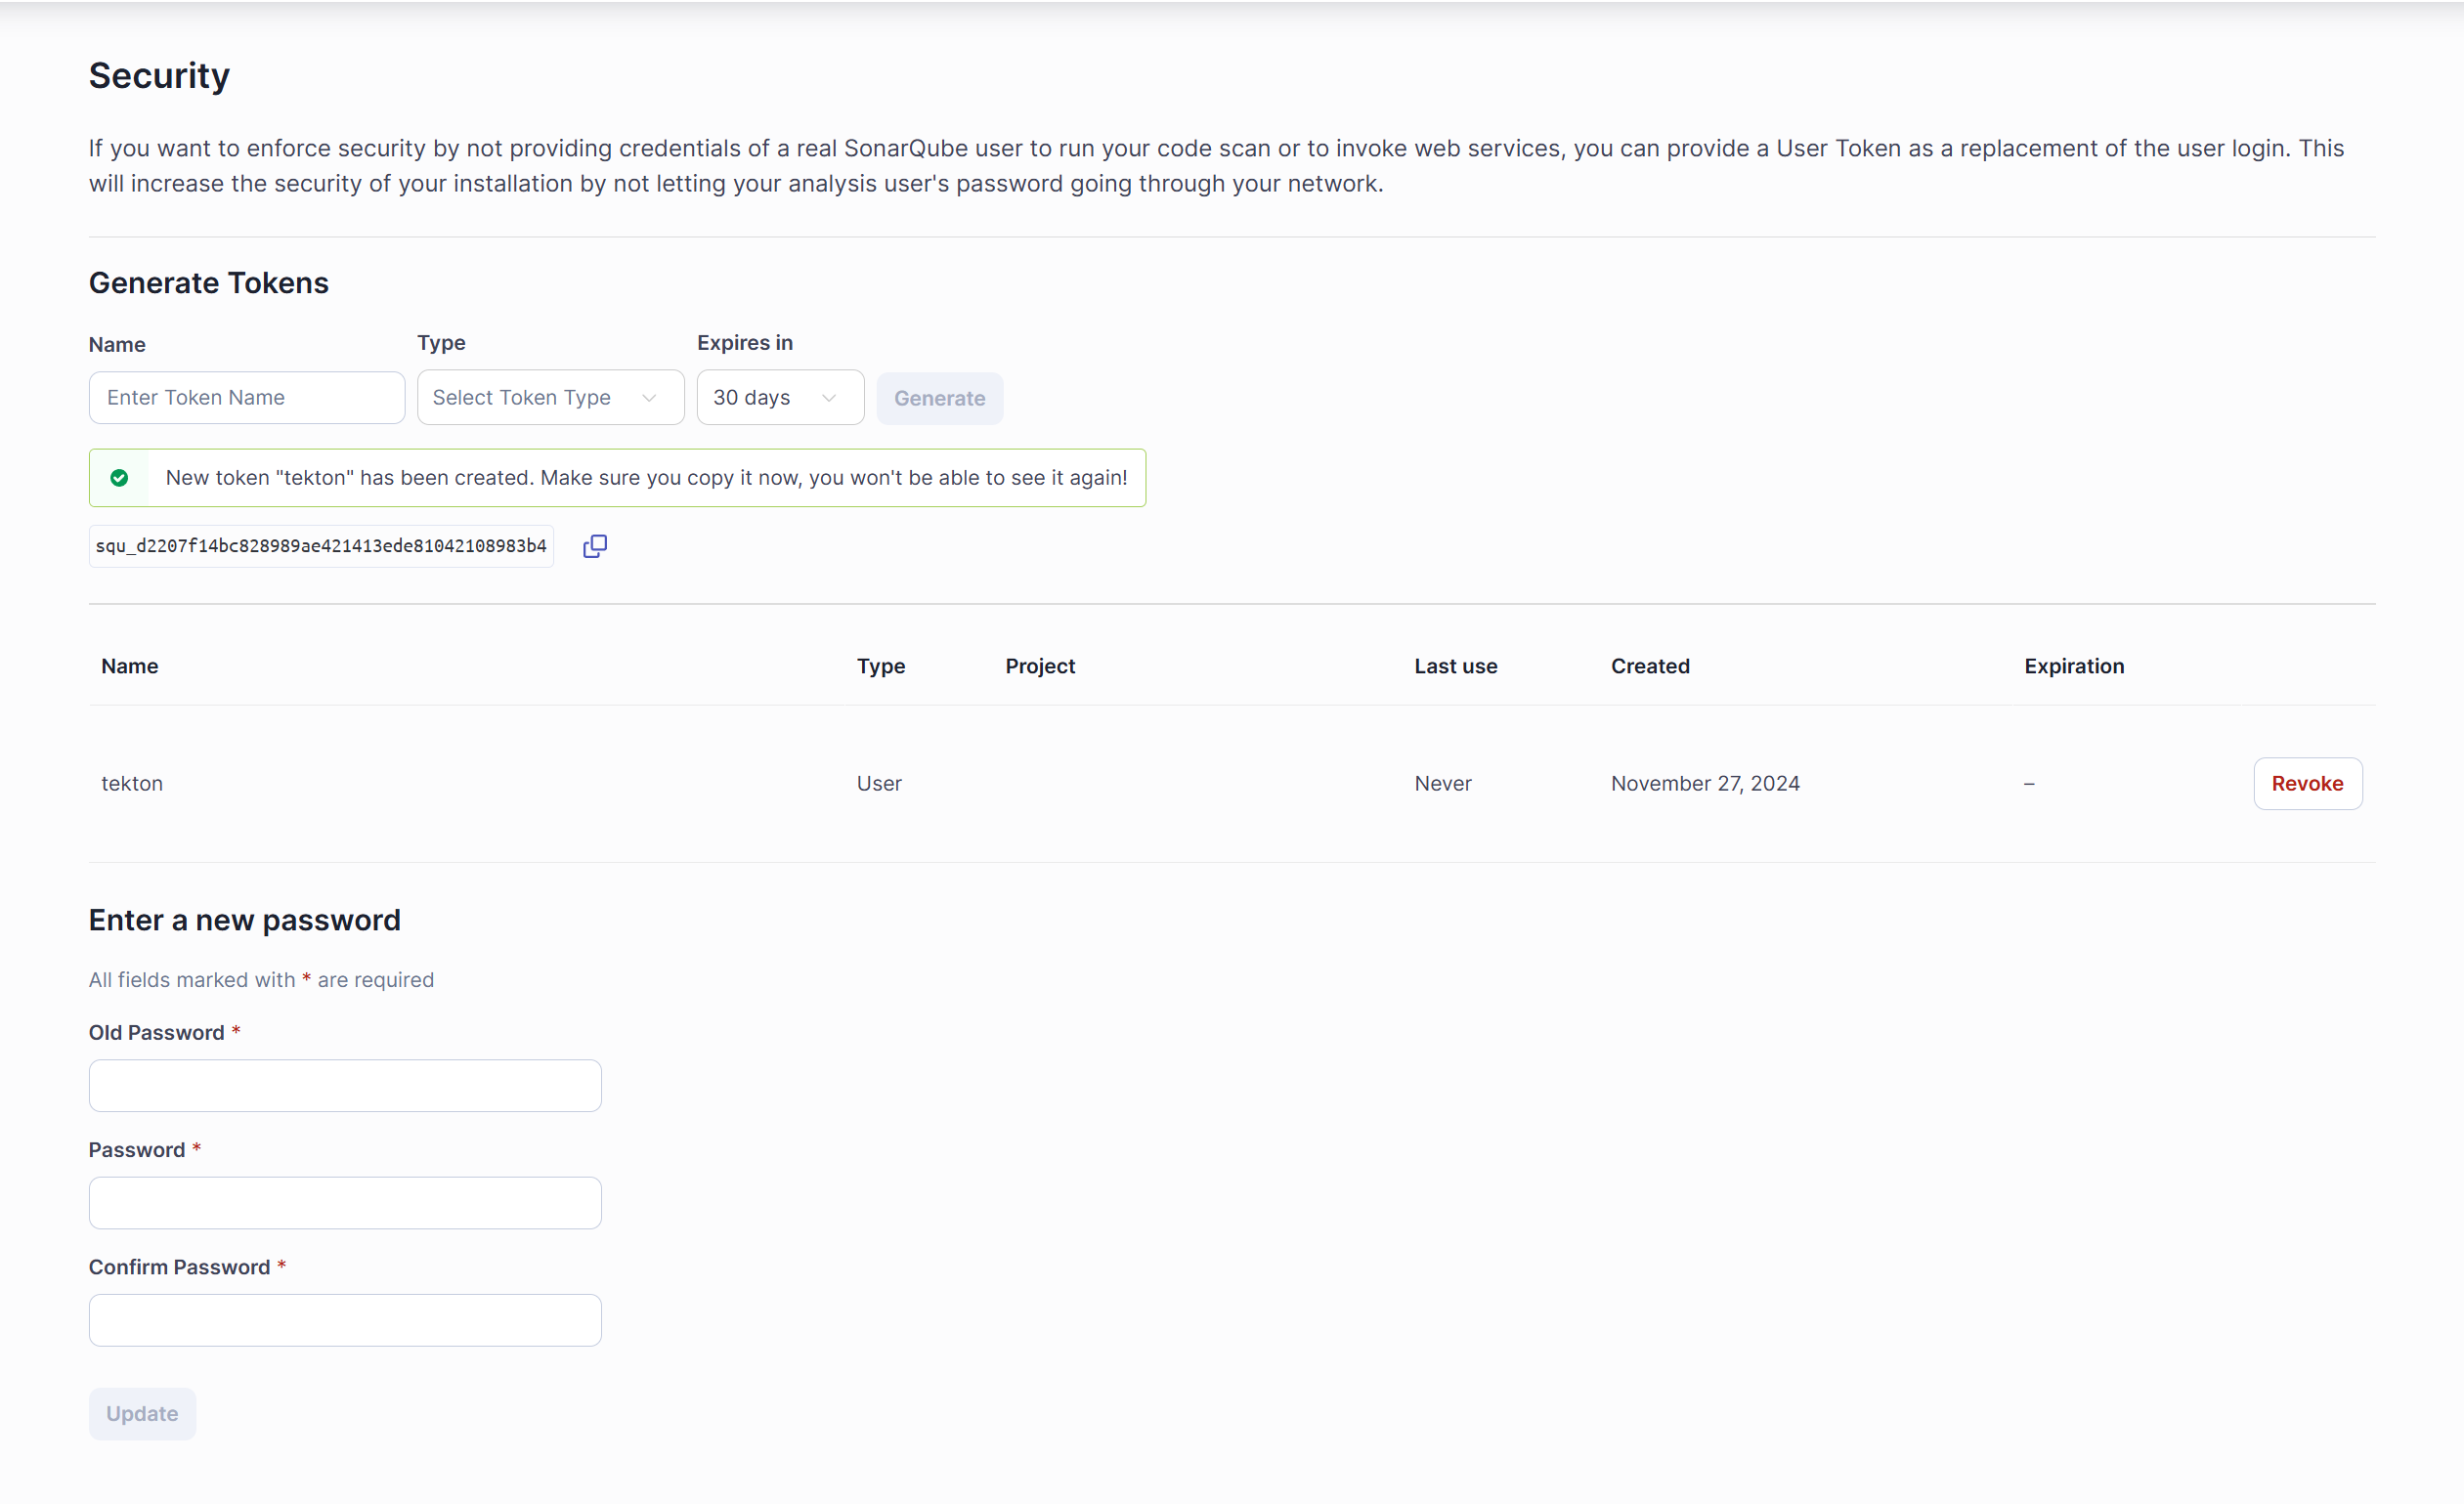 Security
If you want to enforce security by not providing credentials of a real SonarQube user to run your code scan or to invoke web services, you can provide a User Token as a replacement of the user login. This
will increase the security of your installation by not letting your analysis user's password going through your network.
Generate Tokens
Name Type Expires in
Enter Token Name Select Token Type 30 days Generate
New token "tekton" has been created. Make sure you copy it now, you won't be able to see it again!
squ_d2207f14bc828989ae421413ede81042108983b4
Name Type Project Last use Created Expiration
tekton User Never November 27, 2024 – Revoke
Enter a new password
All fields marked with * are required
Old Password *
Password *
Confirm Password *
Update